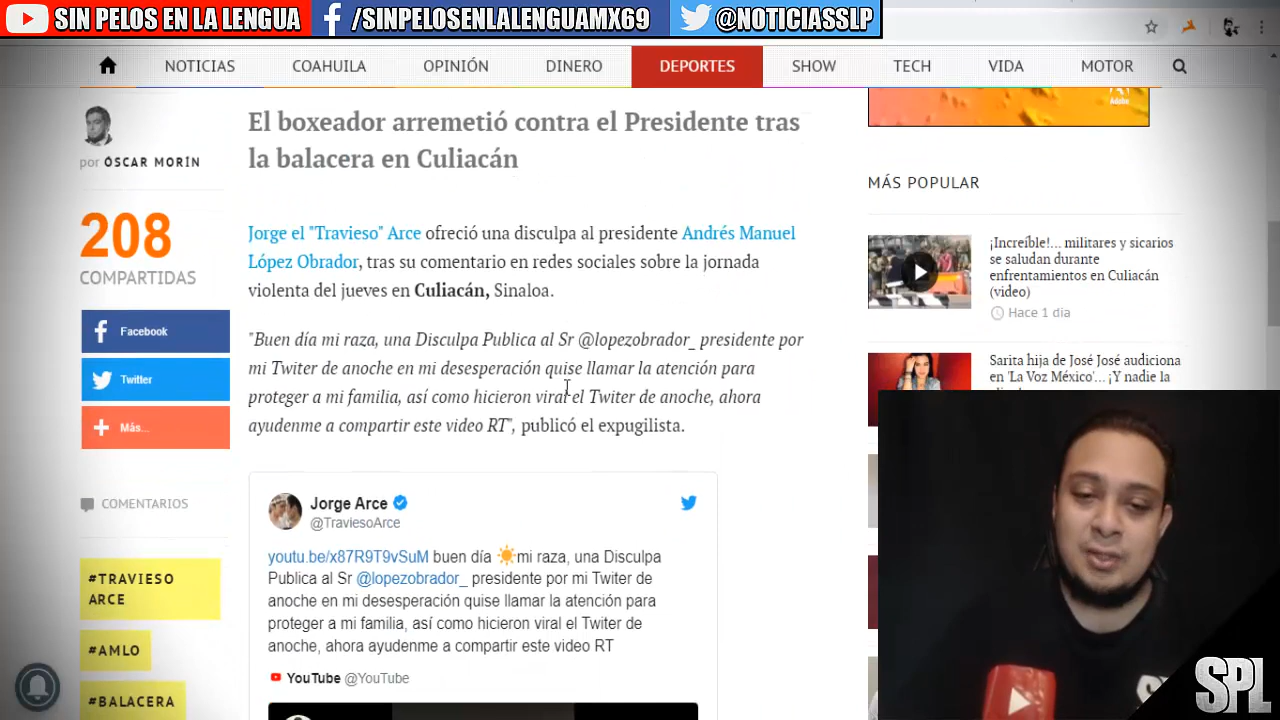 SIN PELOS EN LA LENGUA
/SINPELOSENLALENGUAMX69
@NOTICIASSLP
NOTICIAS
COAHUILA
OPINIÓN
DINERO
DEPORTES
SHOW
TECH
VIDA
MOTOR
por ÓSCAR MORÍN
208
COMPARTIDAS
Facebook
Twitter
Más...
COMENTARIOS
#TRAVIESO
ARCE
#AMLO
#BALACERA
El boxeador arremetió contra el Presidente tras
la balacera en Culiacán
Jorge el "Travieso" Arce ofreció una disculpa al presidente Andrés Manuel
López Obrador, tras su comentario en redes sociales sobre la jornada
violenta del jueves en Culiacán, Sinaloa.
"Buen día mi raza, una Disculpa Publica al Sr @lopezobrador_ presidente por
mi Twiter de anoche en mi desesperación quise llamar la atención para
proteger a mi familia, así como hicieron viral el Twiter de anoche, ahora
ayudenme a compartir este video RT", publicó el expugilista.
Jorge Arce
@TraviesoArce
youtu.be/x87R9T9vSuM buen día ☀️mi raza, una Disculpa
Publica al Sr @lopezobrador_ presidente por mi Twiter de
anoche en mi desesperación quise llamar la atención para
proteger a mi familia, así como hicieron viral el Twiter de
anoche, ahora ayudenme a compartir este video RT
YouTube @YouTube
Adobe
MÁS POPULAR
¡Increíble!... militares y sicarios
se saludan durante
enfrentamientos en Culiacán
(video)
Hace 1 día
Sarita hija de José José audiciona
en 'La Voz México'... ¡Y nadie la
SPL